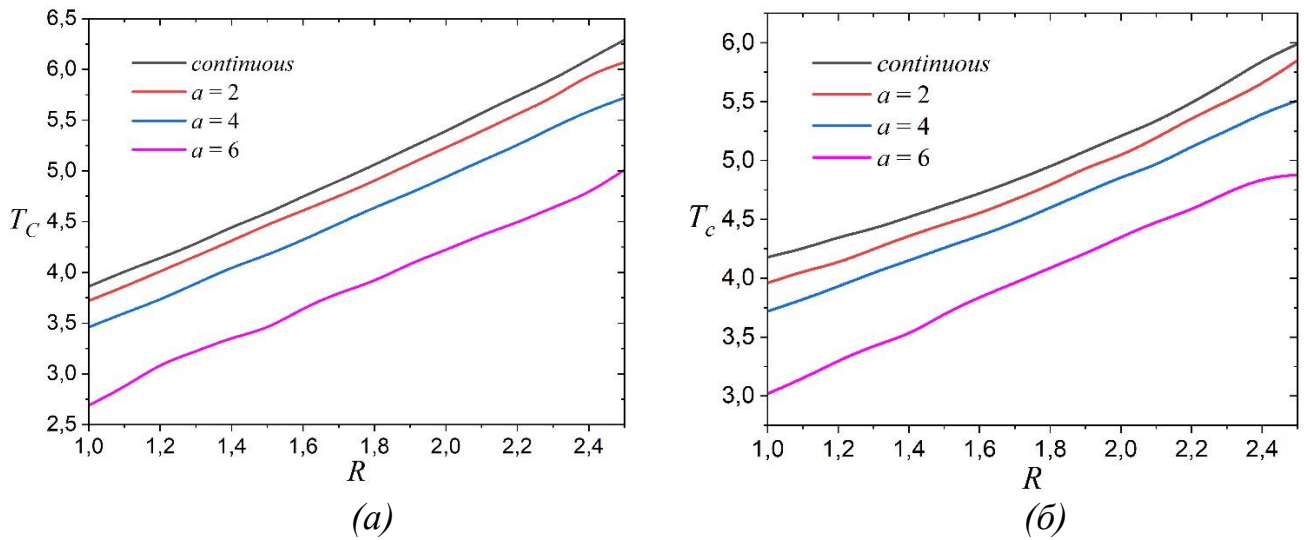 6,5
6,0
5,5
5,0
4,5
4,0
3,5
3,0
2,5
T_C
continuous
a = 2
a = 4
a = 6
1,0 1,2 1,4 1,6 1,8 2,0 2,2 2,4
R
(а)
6,0
5,5
5,0
4,5
4,0
3,5
3,0
T_c
continuous
a = 2
a = 4
a = 6
1,0 1,2 1,4 1,6 1,8 2,0 2,2 2,4
R
(б)